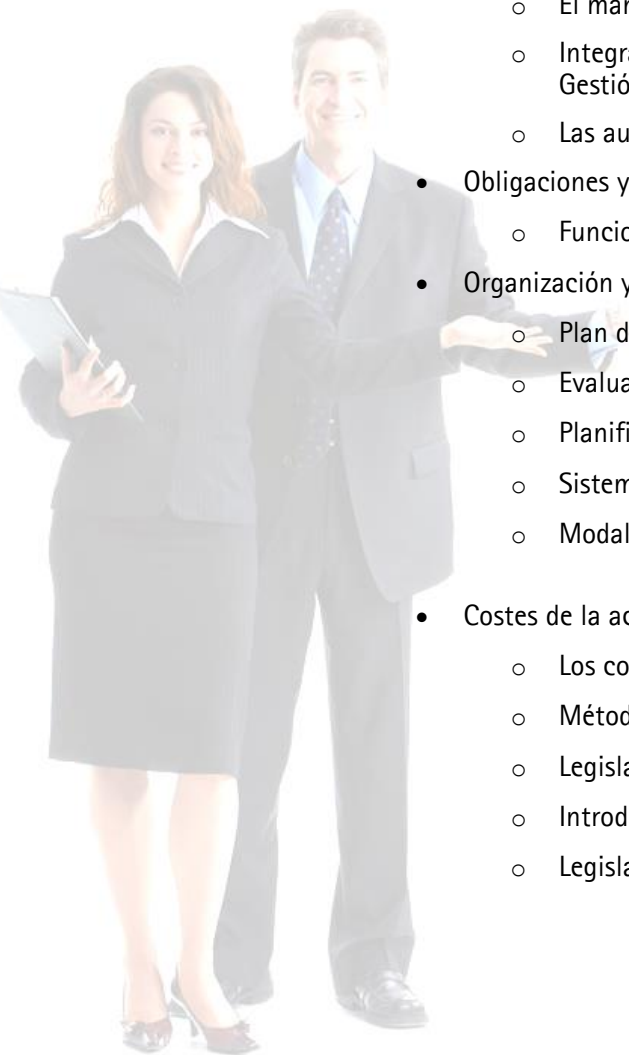 o El mar
o Integra
Gestión
o Las au
• Obligaciones y
o Funcio
• Organización y
o Plan d
o Evalua
o Planifi
o Sistem
o Modal
• Costes de la ac
o Los co
o Métod
o Legisla
o Introd
o Legisla